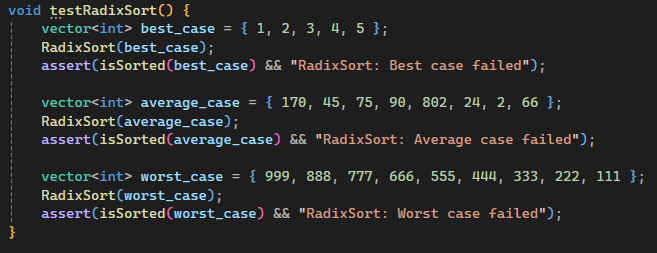 void testRadixSort() {
    vector<int> best_case = { 1, 2, 3, 4, 5 };
    RadixSort(best_case);
    assert(isSorted(best_case) && "RadixSort: Best case failed");
    vector<int> average_case = { 170, 45, 75, 90, 802, 24, 2, 66 };
    RadixSort(average_case);
    assert(isSorted(average_case) && "RadixSort: Average case failed");
    vector<int> worst_case = { 999, 888, 777, 666, 555, 444, 333, 222, 111 };
    RadixSort(worst_case);
    assert(isSorted(worst_case) && "RadixSort: Worst case failed");
}